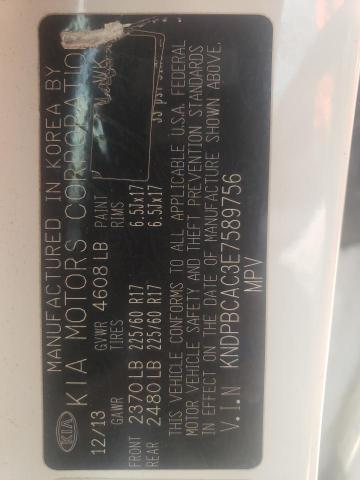 MANUFACTURED IN KOREA BY
KIA KIA MOTORS CORPORATION
12/13 GVWR 4608 LB PAINT
GAWR TIRES RIMS
FRONT 2370 LB 225/60 R17 6.5Jx17
REAR 2480 LB 225/60 R17 6.5Jx17 33 psi
THIS VEHICLE CONFORMS TO ALL APPLICABLE U.S.A. FEDERAL
MOTOR VEHICLE SAFETY AND THEFT PREVENTION STANDARDS
IN EFFECT ON THE DATE OF MANUFACTURE SHOWN ABOVE.
V.I.N KNDPBCAC3E7589756
MPV